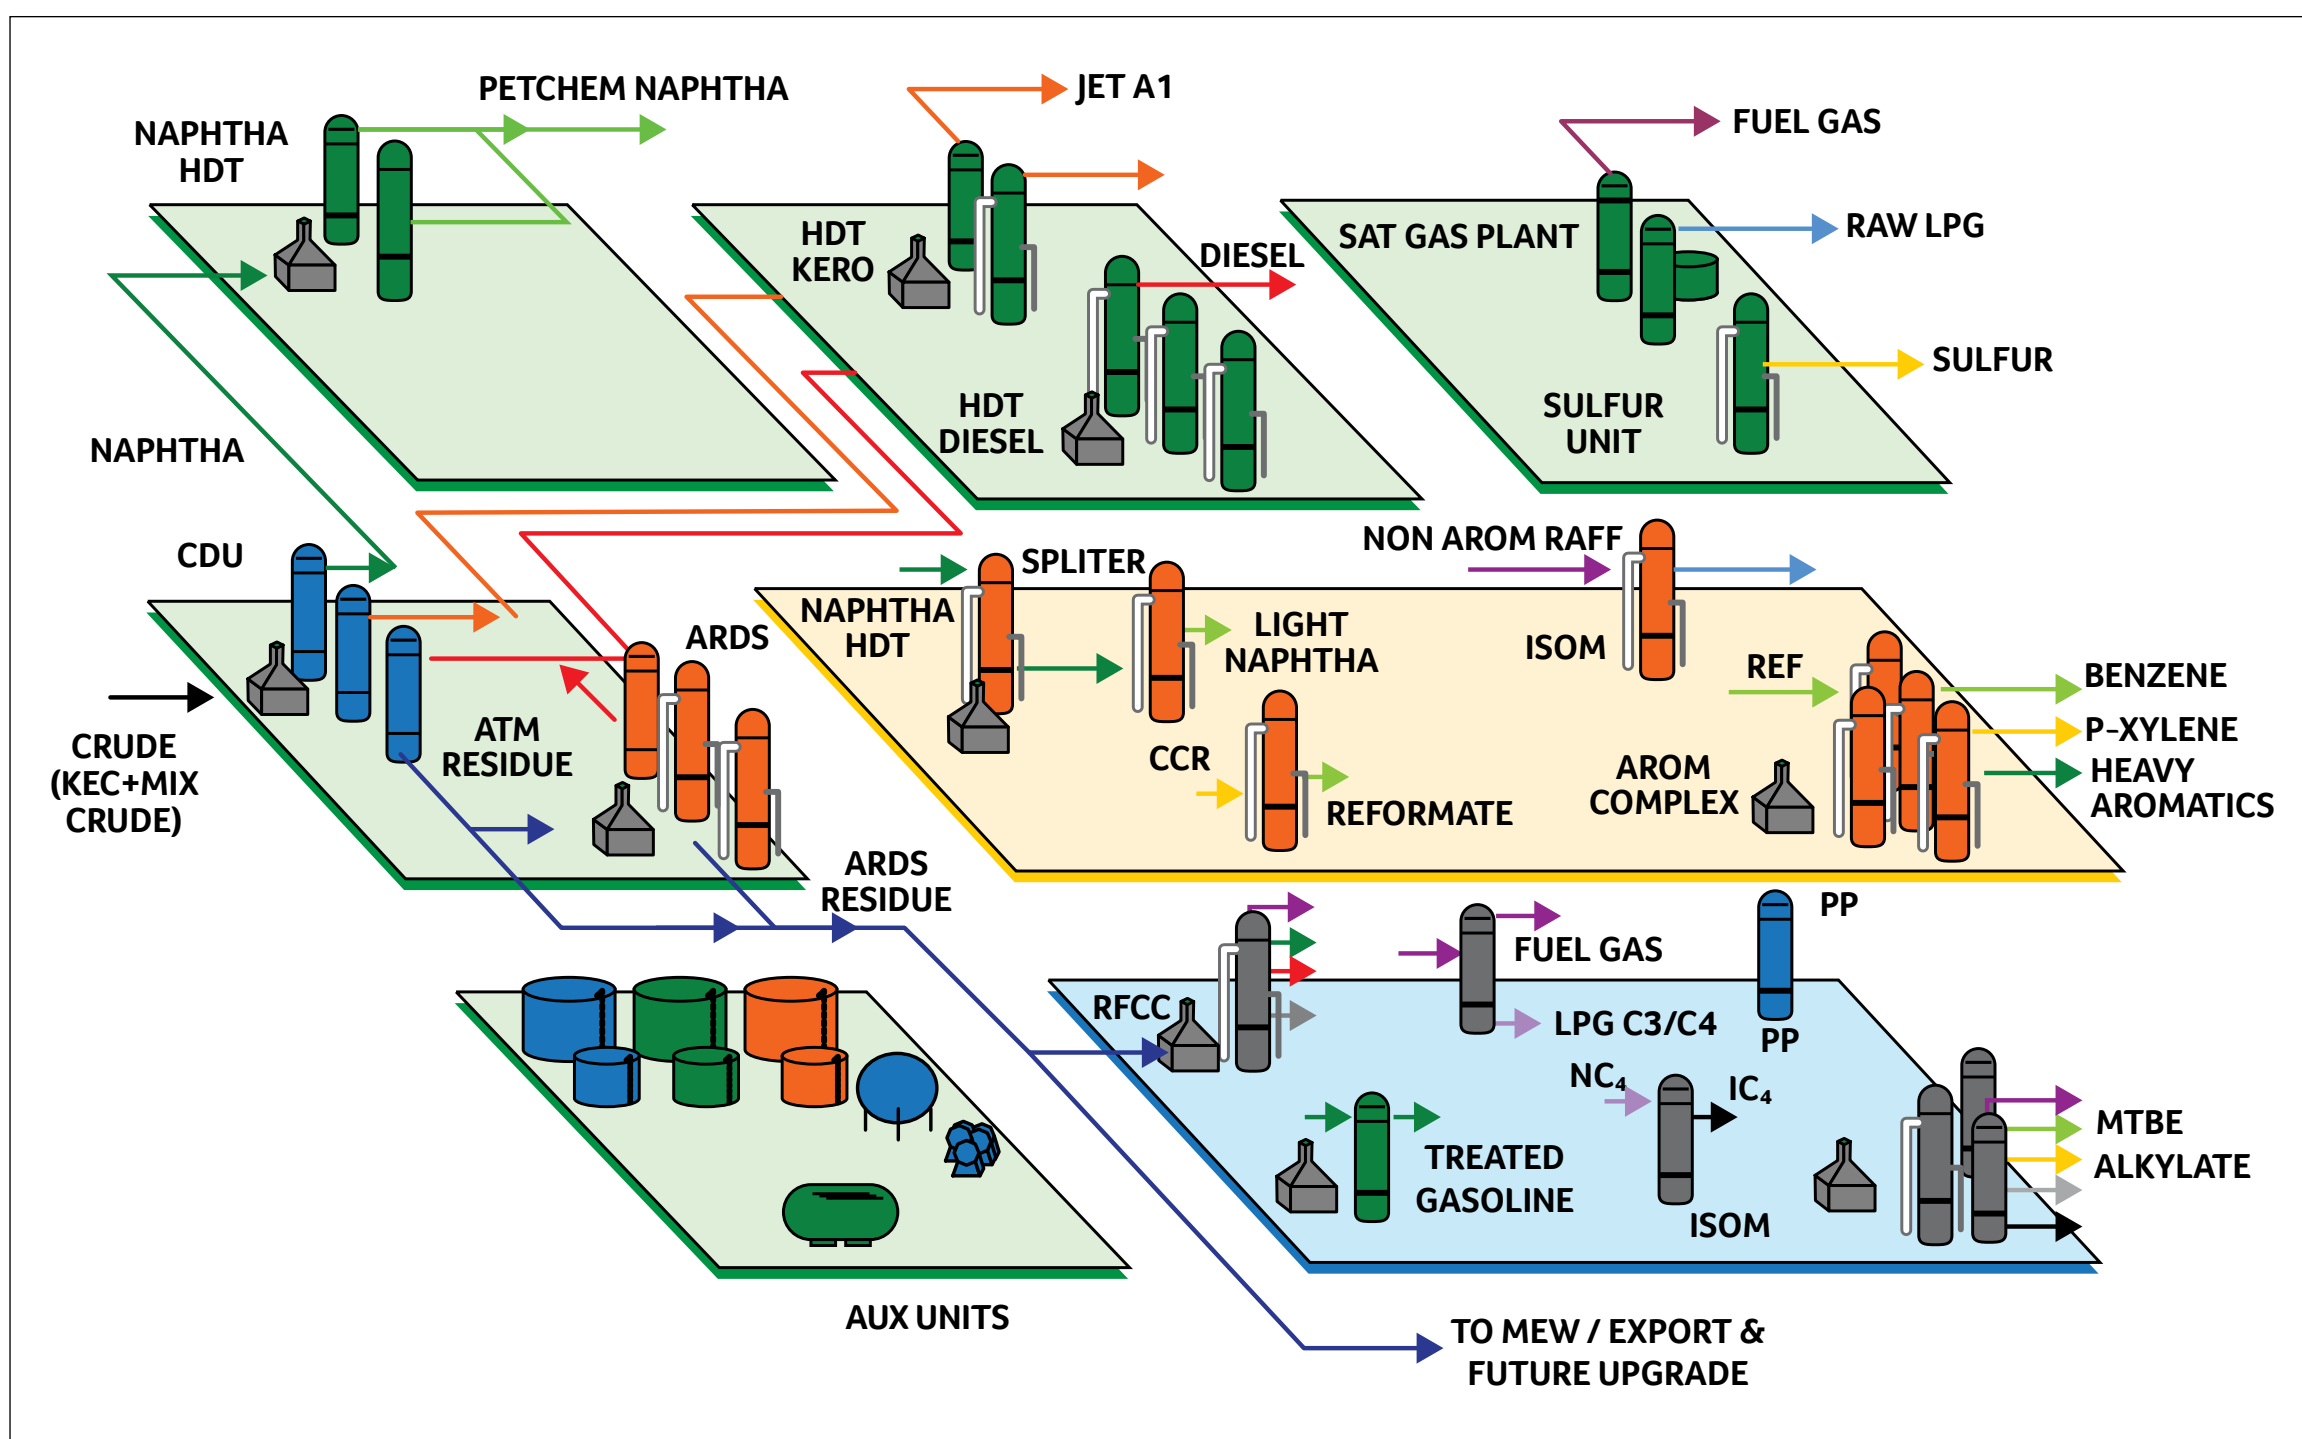 PETCHEM NAPHTHA
JET A1
NAPHTHA
HDT
FUEL GAS
HDT
KERO
DIESEL
SAT GAS PLANT
RAW LPG
HDT
DIESEL
SULFUR
UNIT
SULFUR
NAPHTHA
CDU
ARDS
ATM
RESIDUE
CRUDE
(KEC+MIX
CRUDE)
ARDS
RESIDUE
SPLITER
NAPHTHA
HDT
LIGHT
NAPHTHA
NON AROM RAFF
ISOM
REF
BENZENE
P-XYLENE
HEAVY
AROMATICS
CCR
REFORMATE
AROM
COMPLEX
RFCC
FUEL GAS
LPG C3/C4
PP
PP
NC₄
IC₄
ISOM
TREATED
GASOLINE
MTBE
ALKYLATE
AUX UNITS
TO MEW / EXPORT &
FUTURE UPGRADE